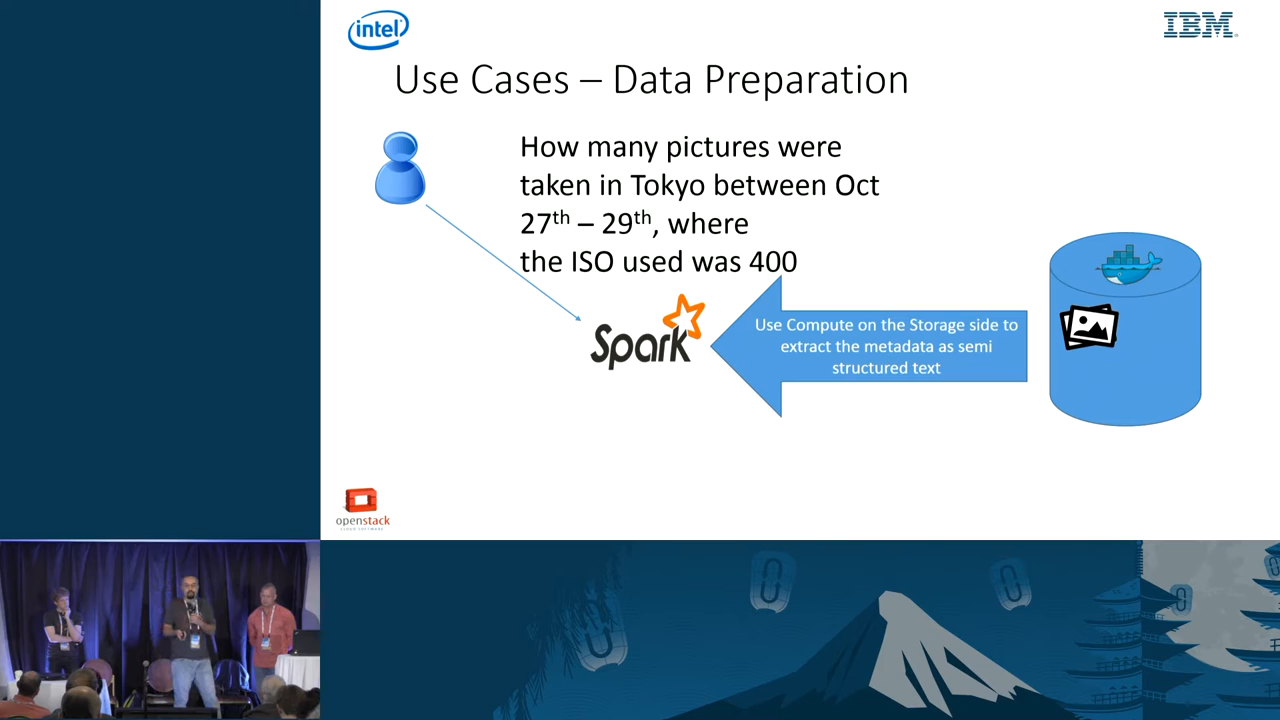 intel
IBM
Use Cases – Data Preparation
How many pictures were
taken in Tokyo between Oct
27th – 29th, where
the ISO used was 400
Spark
Use Compute on the Storage side to
extract the metadata as semi
structured text
openstack
CLOUD SOFTWARE